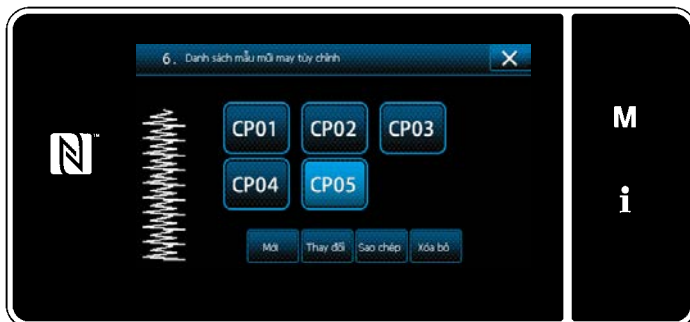 6. Danh sách mẫu mũi may tùy chỉnh
CP01 CP02 CP03
CP04 CP05
Mới Thay đổi Sao chép Xóa bỏ
M
i